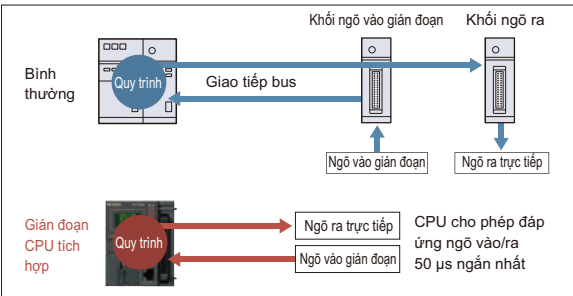 Khối ngõ vào gián đoạn
Khối ngõ ra
Bình
thường
Quy trình
Giao tiếp bus
Ngõ vào gián đoạn
Ngõ ra trực tiếp
Gián đoạn
CPU tích
hợp
Quy trình
Ngõ ra trực tiếp
Ngõ vào gián đoạn
CPU cho phép đáp
ứng ngõ vào/ra
50 µs ngắn nhất